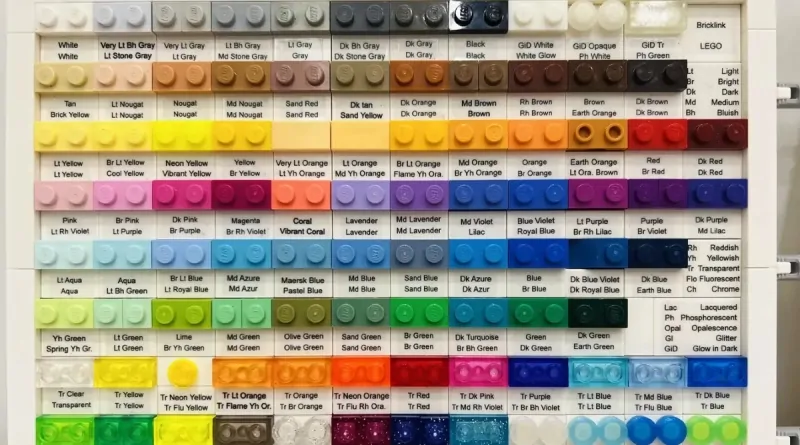 White Very Lt Bh Gray Very Lt Gray Lt Bh Gray Lt Gray Dk Bh Gray Dk Gray Black GiD White GiD Opaque GiD Tr Bricklink
White Lt Stone Gray Lt Gray Md Stone Gray Gray Dk Stone Gray Dk Gray Black White Glow Ph White Ph Green LEGO
Lt Light
Br Bright
Dk Dark
Md Medium
Bh Bluish
Tan Lt Nougat Nougat Md Nougat Sand Red Dk tan Dk Orange Md Brown Rh Brown Brown Dk Brown
Brick Yellow Lt Nougat Nougat Md Nougat Sand Red Sand Yellow Dk Orange Brown Rh Brown Earth Orange Dk Brown
Lt Yellow Br Lt Yellow Neon Yellow Yellow Very Lt Orange Lt Orange Br Lt Orange Md Orange Orange Earth Orange Red Dk Red
Lt Yellow Cool Yellow Vibrant Yellow Br Yellow Lt Yh Orange Md Yh Orange Flame Yh Ora. Br Yh Orange Br Orange Lt Ora. Brown Br Red Dk Red
Pink Br Pink Dk Pink Magenta Coral Lavender Md Lavender Md Violet Blue Violet Lt Purple Purple Dk Purple
Lt Rh Violet Lt Purple Br Purple Br Rh Violet Vibrant Coral Lavender Md Lavender Lilac Royal Blue Br Rh Lilac Br Violet Md Lilac
Rh Reddish
Yh Yellowish
Tr Transparent
Flo Fluorescent
Ch Chrome
Lt Aqua Aqua Br Lt Blue Md Azure Maersk Blue Md Blue Sand Blue Dk Azure Blue Dk Blue Violet Dk Blue
Aqua Lt Bh Green Lt Royal Blue Md Azur Pastel Blue Md Blue Sand Blue Dk Azur Br Blue Dk Royal Blue Earth Blue
Lac Lacquered
Ph Phosphorescent
Opal Opalescence
Gl Glitter
GiD Glow in Dark
Yh Green Lt Green Lime Md Green Olive Green Sand Green Br Green Dk Turquoise Green Dk Green
Spring Yh Gr. Lt Green Br Yh Green Md Green Olive Green Sand Green Br Green Br Bh Green Dk Green Earth Green
Tr Clear Tr Yellow Tr Neon Yellow Tr Lt Orange Tr Orange Tr Neon Orange Tr Red Tr Dk Pink Tr Purple Tr Lt Blue Tr Md Blue Tr Dk Blue
Transparent Tr Yellow Tr Flu Yellow Tr Flame Yh Or. Tr Br Orange Tr Flu Rh Ora. Tr Red Tr Md Rh Violet Tr Br Bh Violet Tr Lt Blue Tr Flu Blue Tr Blue